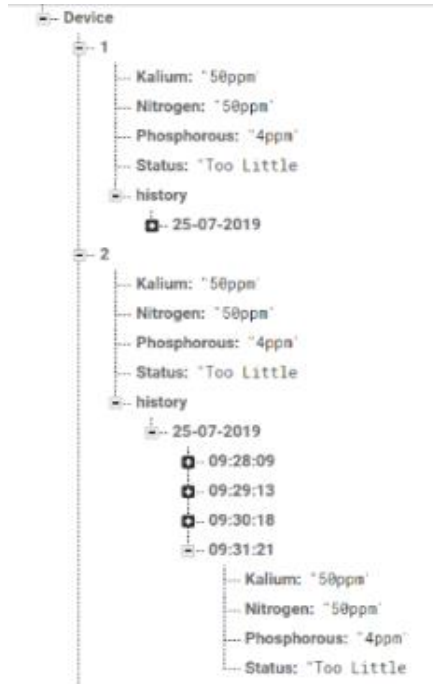 Device
1
Kalium: "50ppm"
Nitrogen: "50ppm"
Phosphorous: "4ppm"
Status: "Too Little
history
25-07-2019
2
Kalium: "50ppm"
Nitrogen: "50ppm"
Phosphorous: "4ppm"
Status: "Too Little
history
25-07-2019
09:28:09
09:29:13
09:30:18
09:31:21
Kalium: "50ppm"
Nitrogen: "50ppm"
Phosphorous: "4ppm"
Status: "Too Little